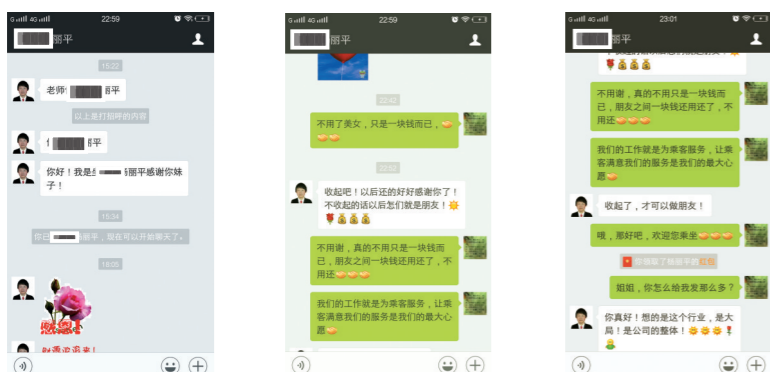 22:59
丽平
15:22
老师
丽平
以上是打招呼的内容
平
你好！我是
丽平感谢你妹
子！
15:34
丽平，现在可以开始聊天了。
19:05
感恩！
财源滚滚来！
22:59
丽平
22:42
不用了美女，只是一块钱而已，
22:52
收起吧！以后还的好好感谢你了！
不收起的话以后怎们就是朋友！
不用谢，真的不用只是一块钱而
已，朋友之间一块钱还用还了，不
用还
我们的工作就是为乘客服务，让乘
客满意我们的服务是我们的最大心
愿
23:01
丽平
不用谢，真的不用只是一块钱而
已，朋友之间一块钱还用还了，不
用还
我们的工作就是为乘客服务，让乘
客满意我们的服务是我们的最大心
愿
收起了，才可以做朋友！
哦，那好吧，欢迎您乘坐
你领取了杨丽平的红包
姐姐，你怎么给我发那么多？
你真好！想的是这个行业，是大
局！是公司的整体！